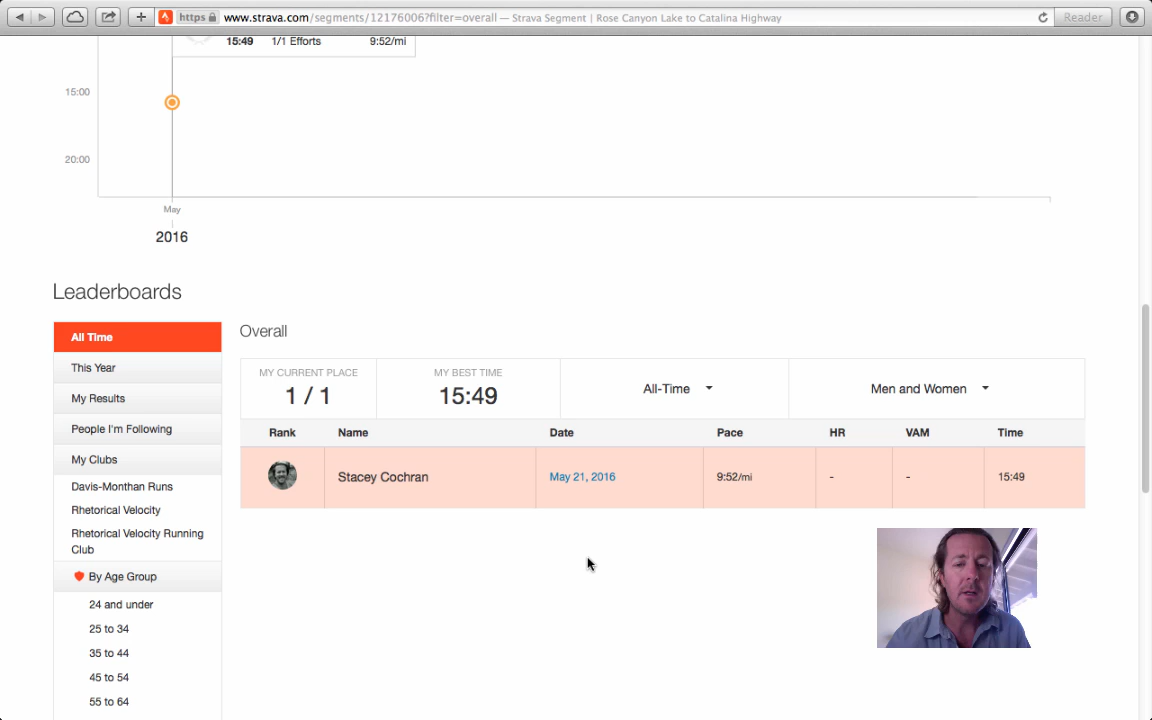 https www.strava.com/segments/12176006?filter=overall — Strava Segment | Rose Canyon Lake to Catalina Highway Reader
15:49 1/1 Efforts 9:52/mi
15:00
20:00
May
2016
Leaderboards
All Time
This Year
My Results
People I'm Following
My Clubs
Davis-Monthan Runs
Rhetorical Velocity
Rhetorical Velocity Running
Club
By Age Group
24 and under
25 to 34
35 to 44
45 to 54
55 to 64
Overall
MY CURRENT PLACE MY BEST TIME
1 / 1 15:49 All-Time Men and Women
Rank Name Date Pace HR VAM Time
Stacey Cochran May 21, 2016 9:52/mi - - 15:49